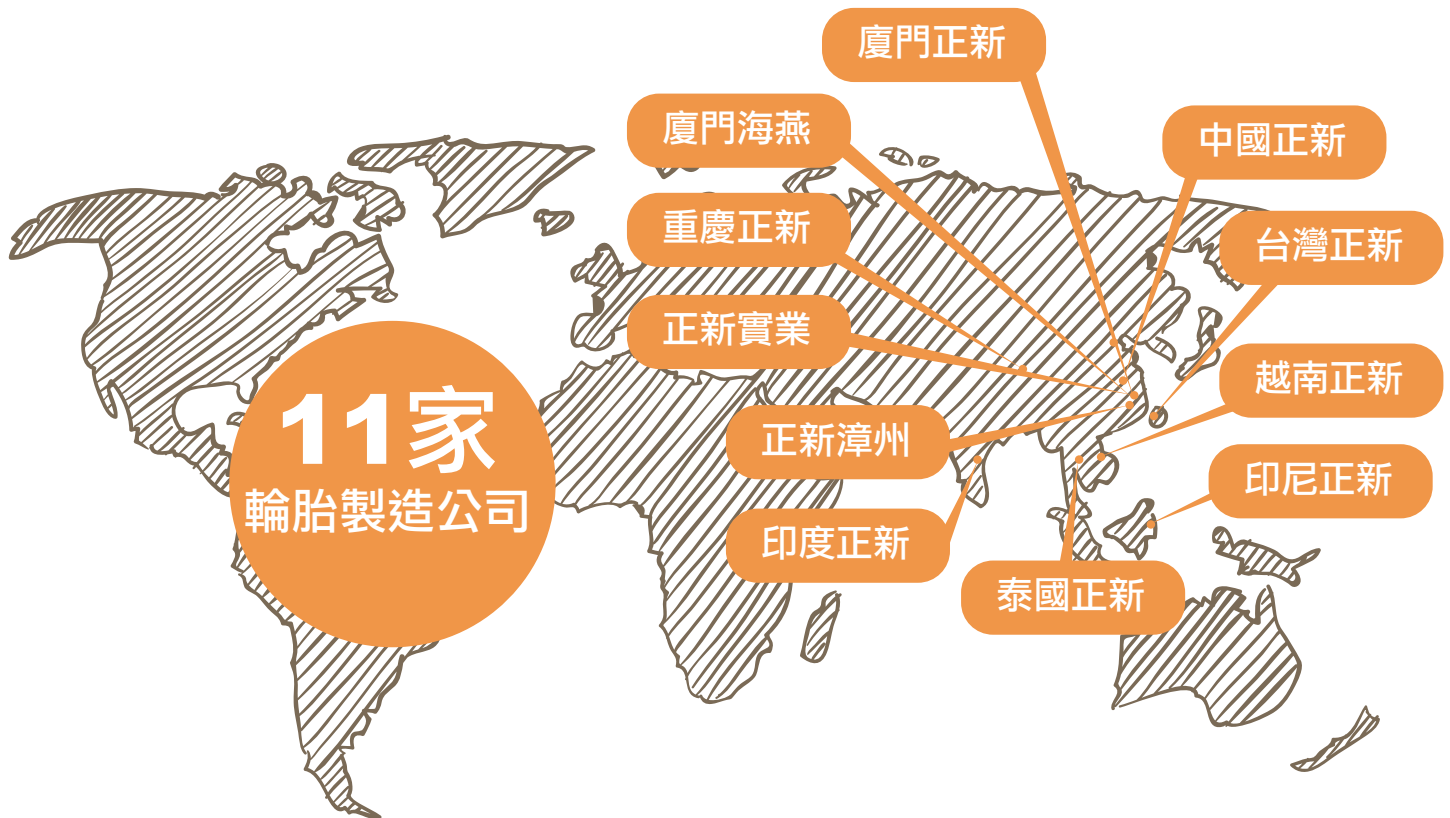 廈門正新
廈門海燕
中國正新
重慶正新
台灣正新
正新實業
越南正新
11家
輪胎製造公司
正新漳州
印尼正新
印度正新
泰國正新